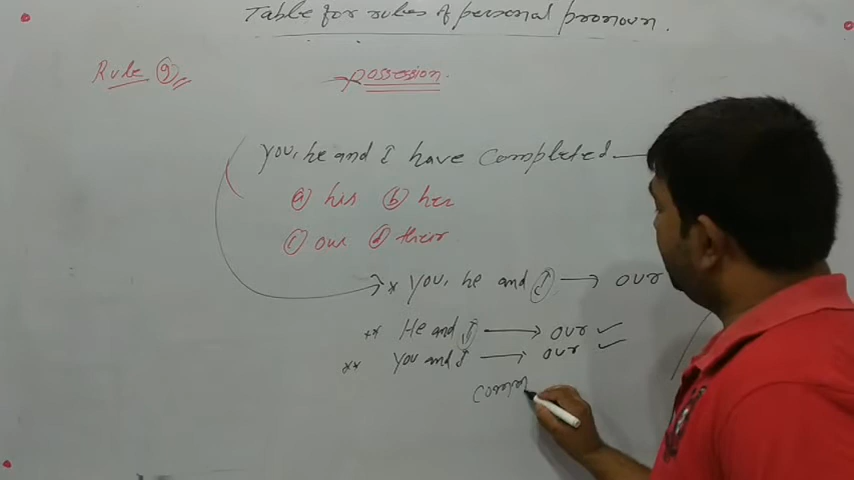 Table for rules of personal pronoun.
Rule 9 → possession.
You, he and I have completed —
(a) his (b) her
(c) our (d) their
* You, he and I → our
** He and I → our ✓
** You and I → our ✓
comm